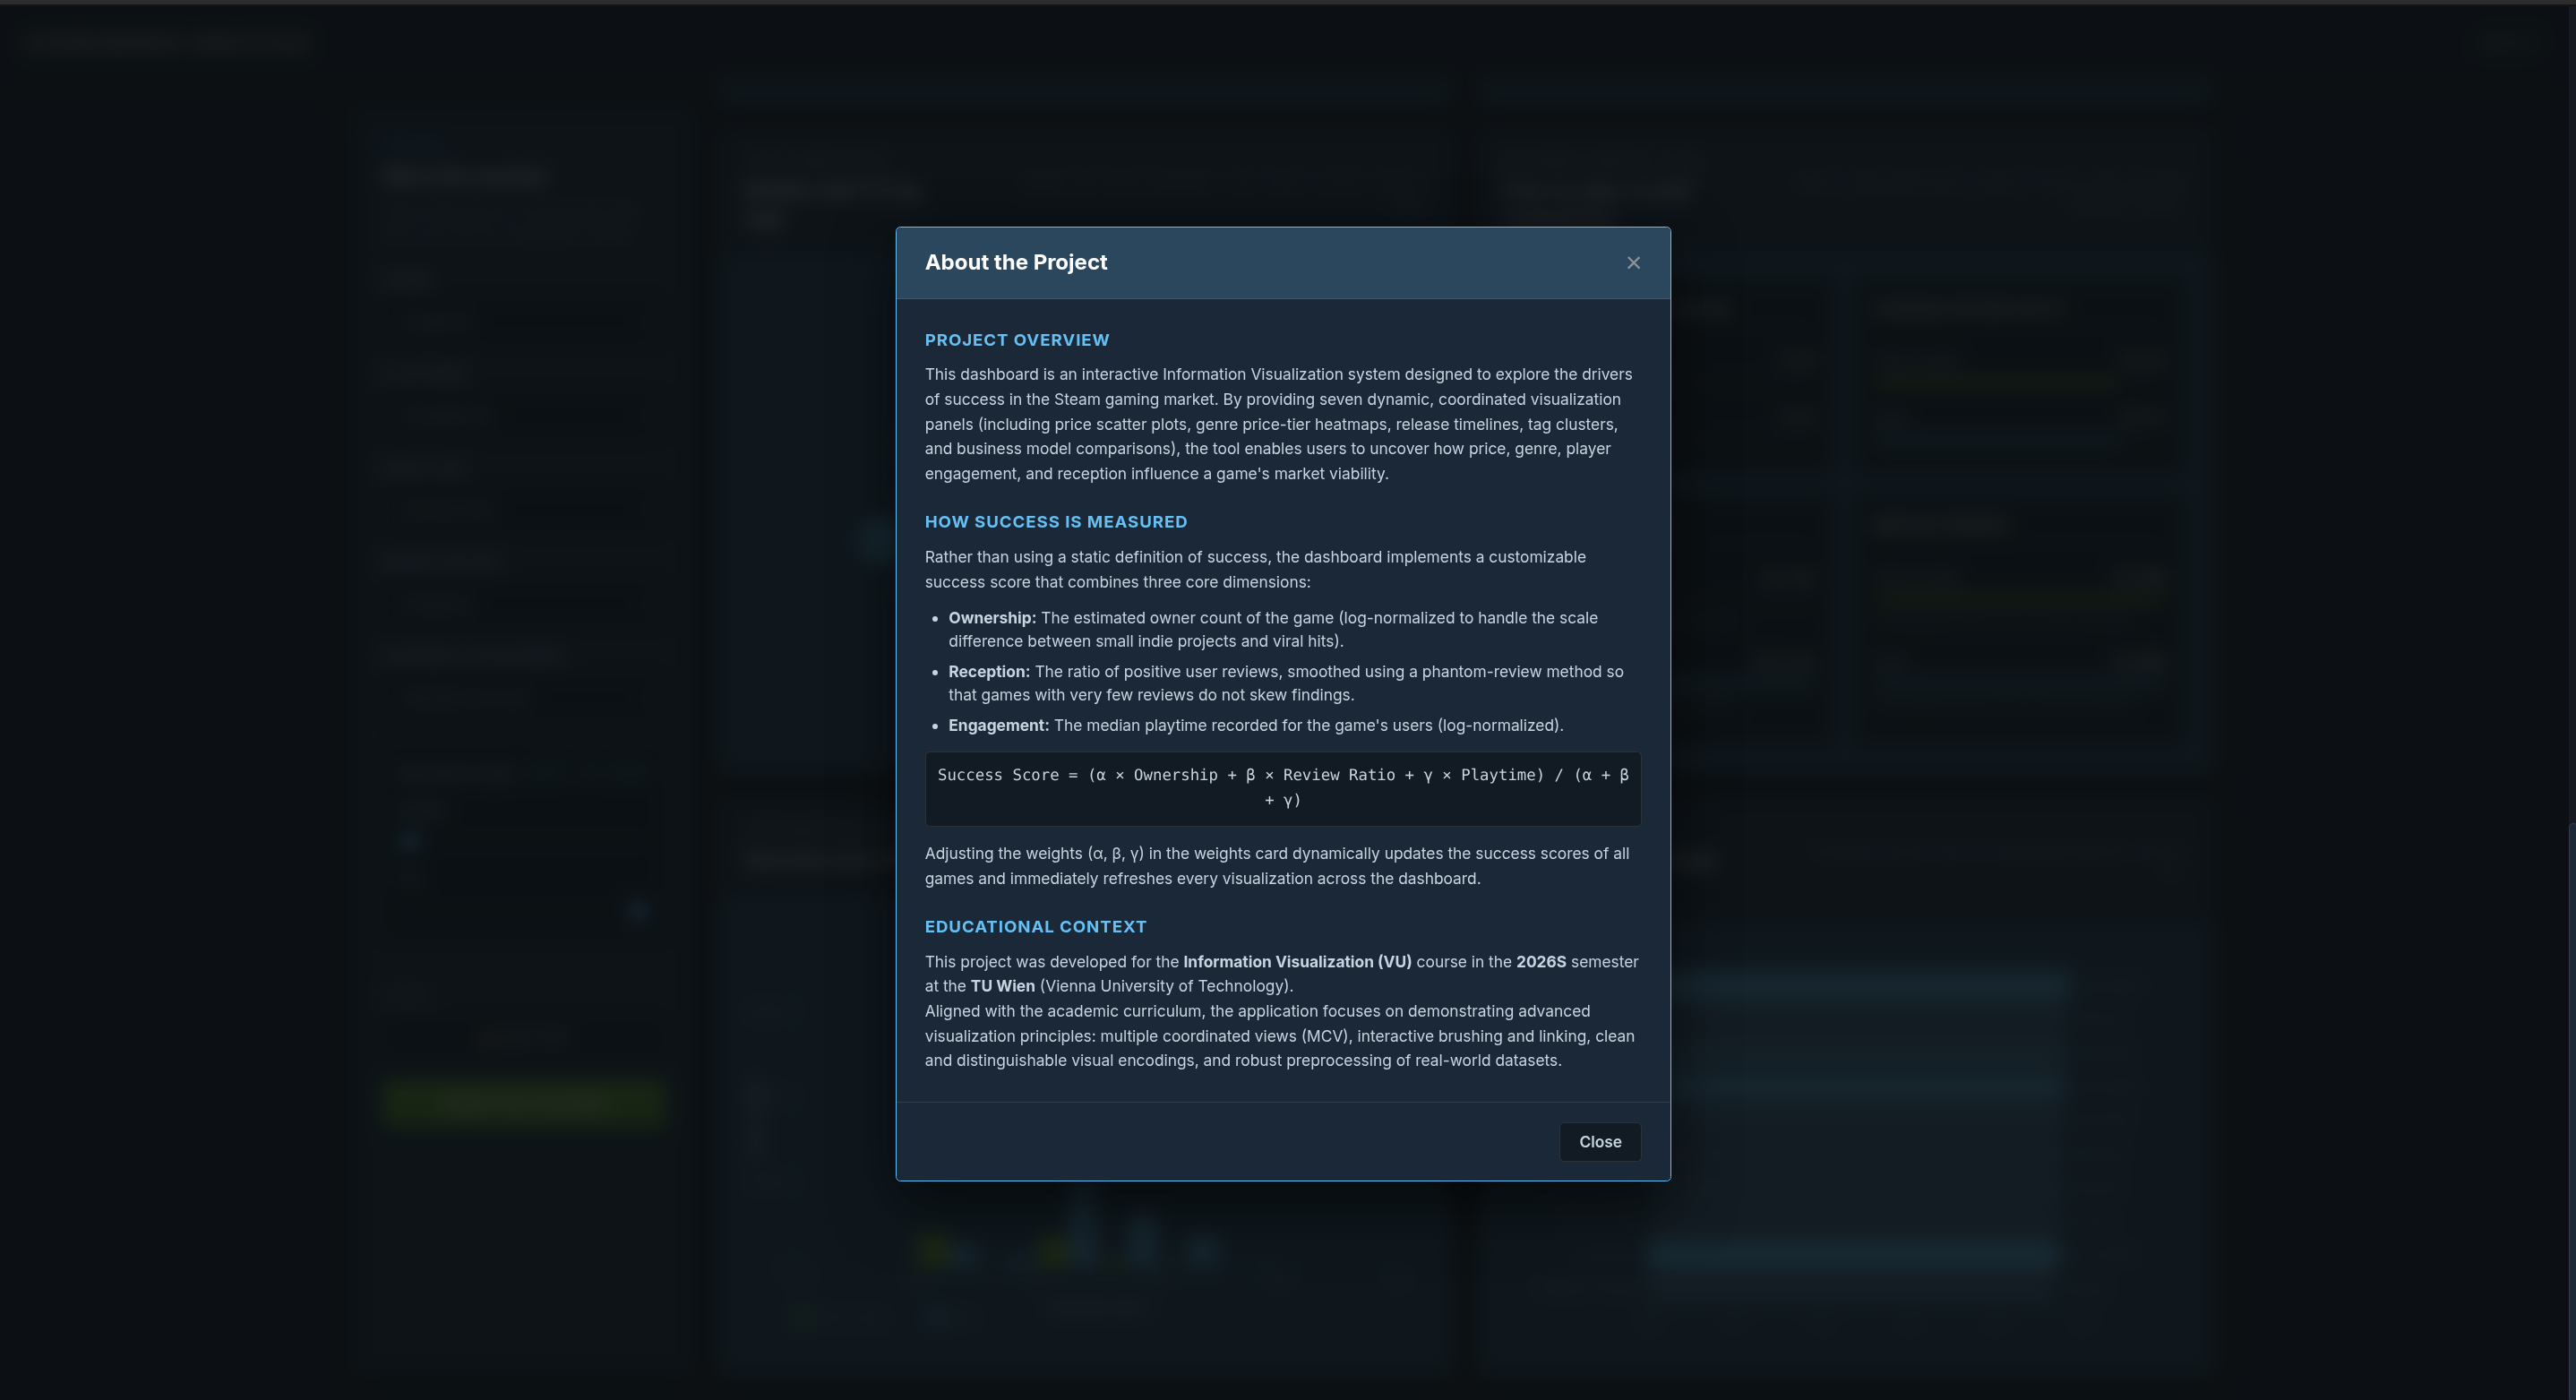 About the Project
×
PROJECT OVERVIEW
This dashboard is an interactive Information Visualization system designed to explore the drivers
of success in the Steam gaming market. By providing seven dynamic, coordinated visualization
panels (including price scatter plots, genre price-tier heatmaps, release timelines, tag clusters,
and business model comparisons), the tool enables users to uncover how price, genre, player
engagement, and reception influence a game's market viability.
HOW SUCCESS IS MEASURED
Rather than using a static definition of success, the dashboard implements a customizable
success score that combines three core dimensions:
• Ownership: The estimated owner count of the game (log-normalized to handle the scale
difference between small indie projects and viral hits).
• Reception: The ratio of positive user reviews, smoothed using a phantom-review method so
that games with very few reviews do not skew findings.
• Engagement: The median playtime recorded for the game's users (log-normalized).
Success Score = (α × Ownership + β × Review Ratio + γ × Playtime) / (α + β
+ γ)
Adjusting the weights (α, β, γ) in the weights card dynamically updates the success scores of all
games and immediately refreshes every visualization across the dashboard.
EDUCATIONAL CONTEXT
This project was developed for the Information Visualization (VU) course in the 2026S semester
at the TU Wien (Vienna University of Technology).
Aligned with the academic curriculum, the application focuses on demonstrating advanced
visualization principles: multiple coordinated views (MCV), interactive brushing and linking, clean
and distinguishable visual encodings, and robust preprocessing of real-world datasets.
Close